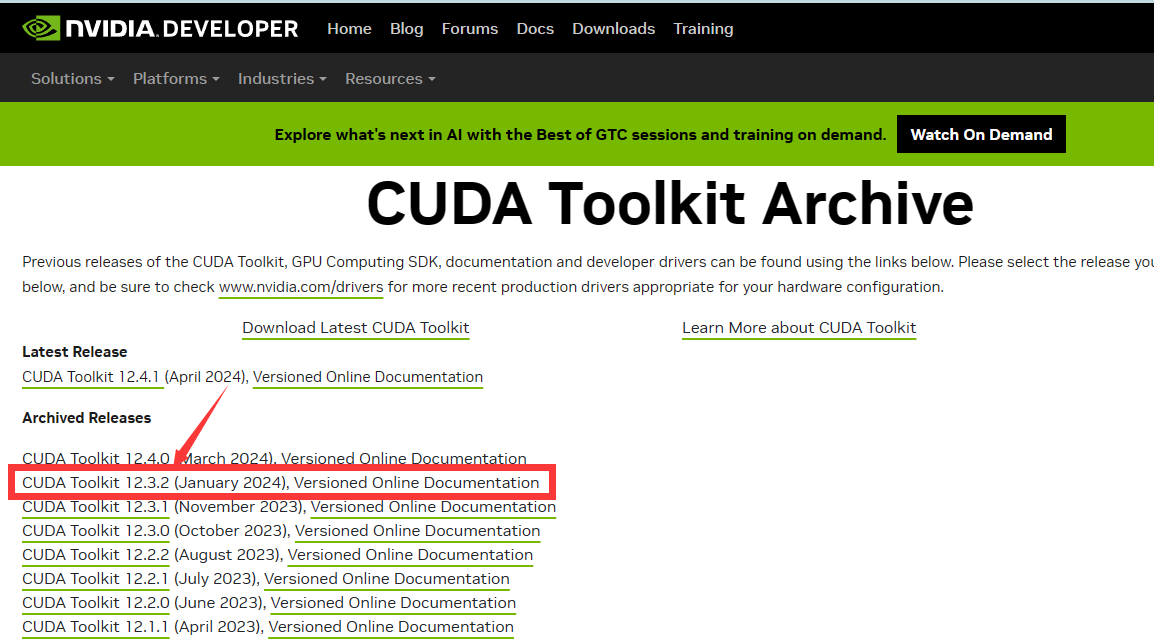 NVIDIA. DEVELOPER Home Blog Forums Docs Downloads Training
Solutions Platforms Industries Resources
Explore what's next in AI with the Best of GTC sessions and training on demand. Watch On Demand
CUDA Toolkit Archive
Previous releases of the CUDA Toolkit, GPU Computing SDK, documentation and developer drivers can be found using the links below. Please select the release you
below, and be sure to check www.nvidia.com/drivers for more recent production drivers appropriate for your hardware configuration.
Download Latest CUDA Toolkit Learn More about CUDA Toolkit
Latest Release
CUDA Toolkit 12.4.1 (April 2024), Versioned Online Documentation
Archived Releases
CUDA Toolkit 12.4.0 (March 2024), Versioned Online Documentation
CUDA Toolkit 12.3.2 (January 2024), Versioned Online Documentation
CUDA Toolkit 12.3.1 (November 2023), Versioned Online Documentation
CUDA Toolkit 12.3.0 (October 2023), Versioned Online Documentation
CUDA Toolkit 12.2.2 (August 2023), Versioned Online Documentation
CUDA Toolkit 12.2.1 (July 2023), Versioned Online Documentation
CUDA Toolkit 12.2.0 (June 2023), Versioned Online Documentation
CUDA Toolkit 12.1.1 (April 2023), Versioned Online Documentation